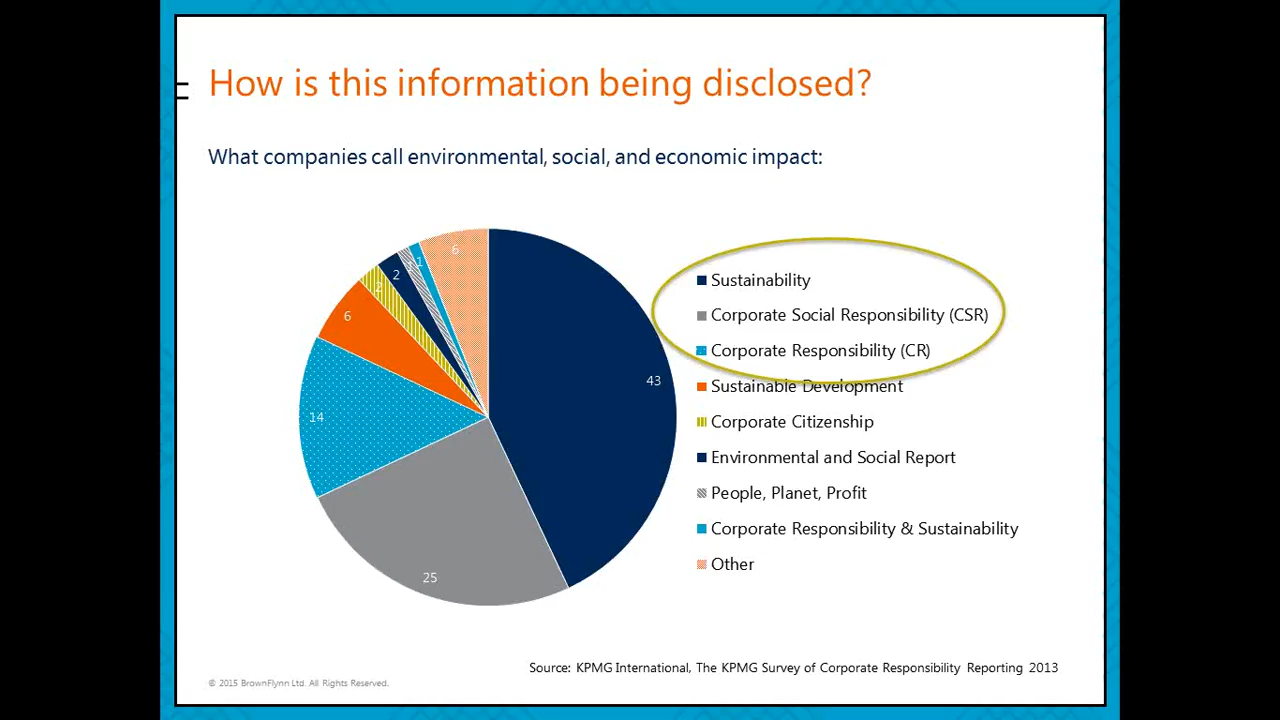 How is this information being disclosed?
What companies call environmental, social, and economic impact:
6
1
1
2
2
6
14
25
43
Sustainability
Corporate Social Responsibility (CSR)
Corporate Responsibility (CR)
Sustainable Development
Corporate Citizenship
Environmental and Social Report
People, Planet, Profit
Corporate Responsibility & Sustainability
Other
Source: KPMG International, The KPMG Survey of Corporate Responsibility Reporting 2013
© 2015 BrownFlynn Ltd. All Rights Reserved.